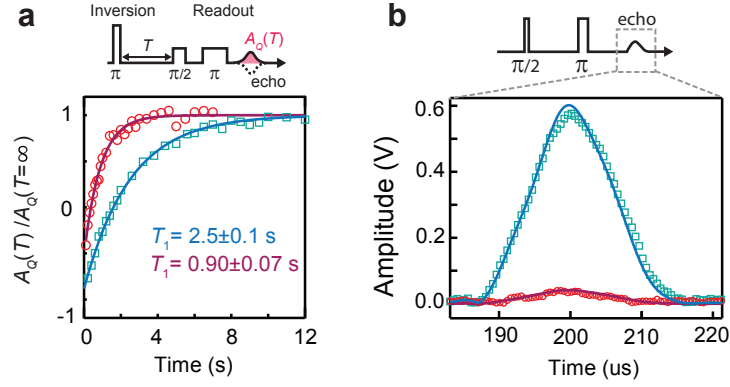 a
Inversion Readout
T
A_Q(T)
π π/2 π echo
A_Q(T) /A_Q(T=∞)
1
0
-1
T₁= 2.5±0.1 s
T₁= 0.90±0.07 s
0 4 8 12
Time (s)
b
echo
π/2 π
Amplitude (V)
0.6
0.4
0.2
0.0
190 200 210 220
Time (us)